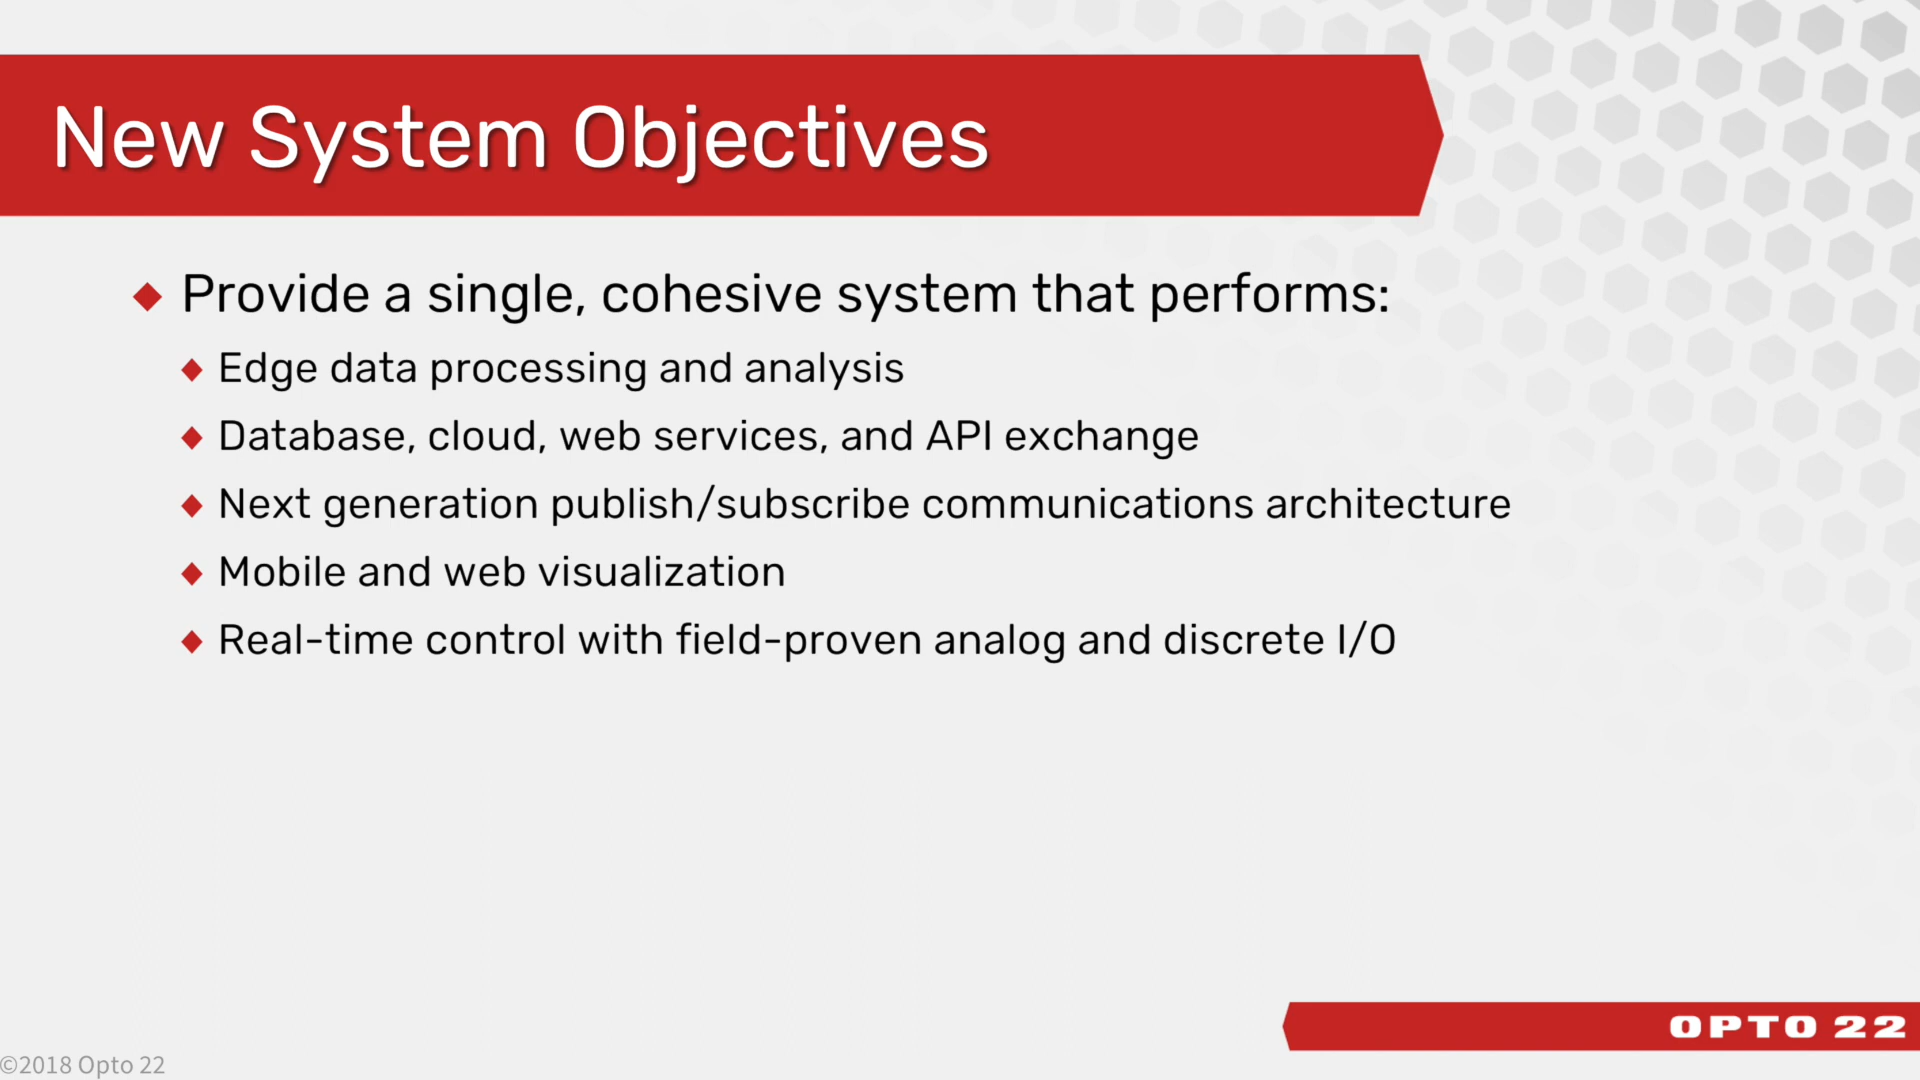 New System Objectives
Provide a single, cohesive system that performs:
Edge data processing and analysis
Database, cloud, web services, and API exchange
Next generation publish/subscribe communications architecture
Mobile and web visualization
Real-time control with field-proven analog and discrete I/O
OPTO 22
©2018 Opto 22